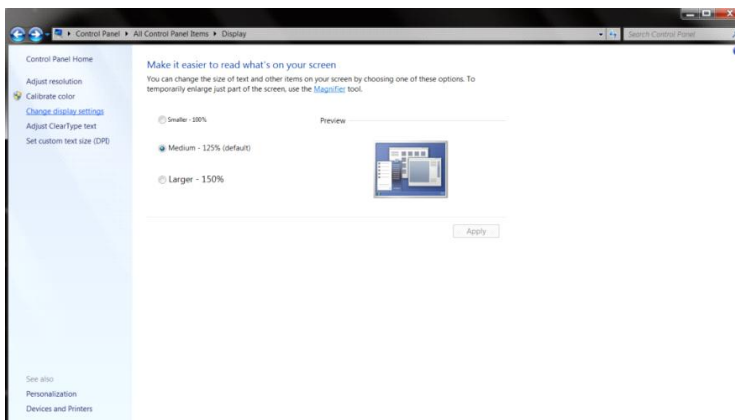 Control Panel ▸ All Control Panel Items ▸ Display
Search Control Panel
Control Panel Home
Adjust resolution
Calibrate color
Change display settings
Adjust ClearType text
Set custom text size (DPI)
Make it easier to read what's on your screen
You can change the size of text and other items on your screen by choosing one of these options. To
temporarily enlarge just part of the screen, use the Magnifier tool.
Smaller - 100%
Preview
Medium - 125% (default)
Larger - 150%
Apply
See also
Personalization
Devices and Printers